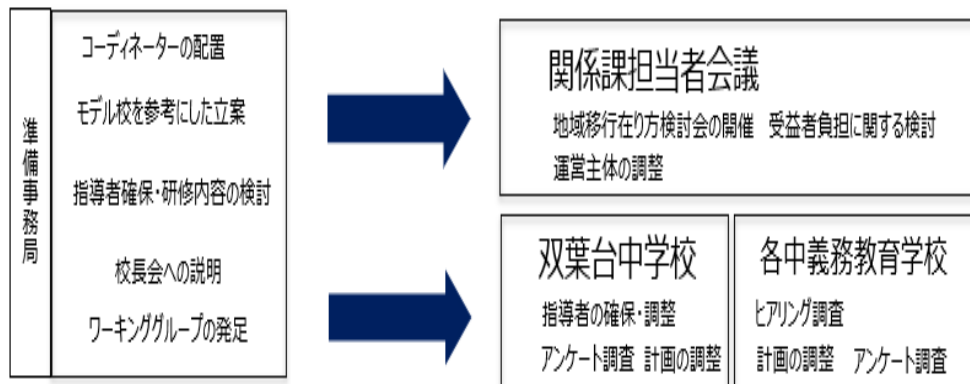 準備事務局
コーディネーターの配置
モデル校を参考にした立案
指導者確保・研修内容の検討
校長会への説明
ワーキンググループの発足
関係課担当者会議
地域移行在り方検討会の開催　受益者負担に関する検討
運営主体の調整
双葉台中学校
指導者の確保・調整
アンケート調査 計画の調整
各中義務教育学校
ヒアリング調査
計画の調整　アンケート調査